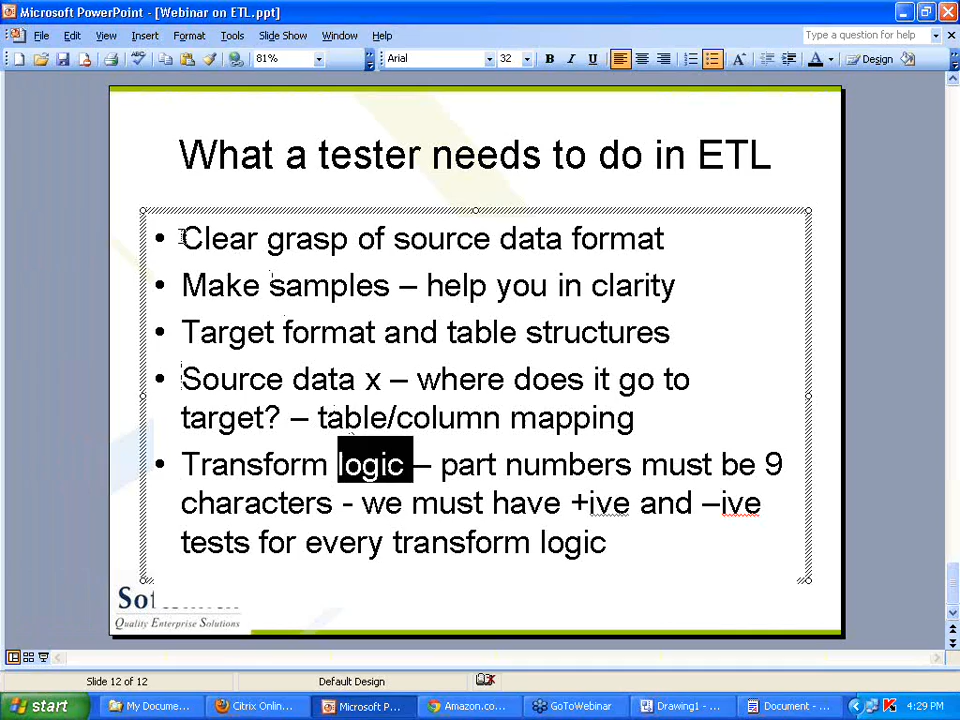 Microsoft PowerPoint - [Webinar on ETL.ppt]
File Edit View Insert Format Tools Slide Show Window Help Type a question for help
81% Arial 32 B I U A A Design
What a tester needs to do in ETL
• Clear grasp of source data format
• Make samples – help you in clarity
• Target format and table structures
• Source data x – where does it go to
target? – table/column mapping
• Transform logic – part numbers must be 9
characters - we must have +ive and –ive
tests for every transform logic
Quality Enterprise Solutions
Slide 12 of 12 Default Design
start My Docume... Citrix Onlin... Microsoft P... Amazon.co... GoToWebinar Drawing1 - ... Document - ... 4:29 PM